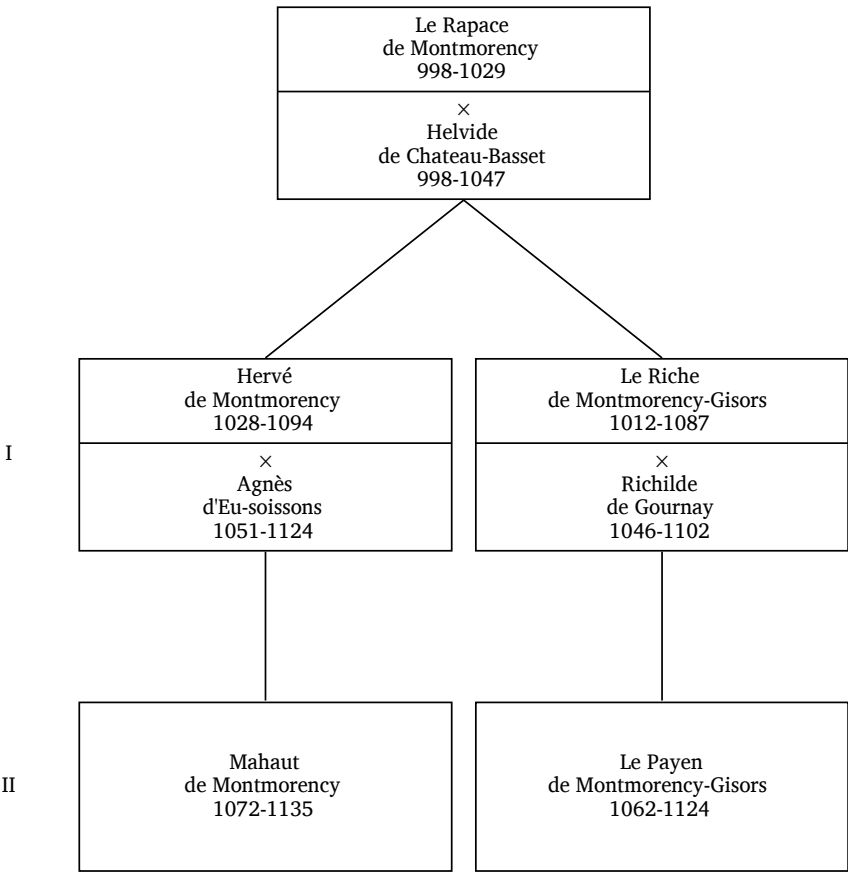 Le Rapace
de Montmorency
998-1029
×
Helvide
de Chateau-Basset
998-1047
I
Hervé
de Montmorency
1028-1094
×
Agnès
d'Eu-soissons
1051-1124
Le Riche
de Montmorency-Gisors
1012-1087
×
Richilde
de Gournay
1046-1102
II
Mahaut
de Montmorency
1072-1135
Le Payen
de Montmorency-Gisors
1062-1124